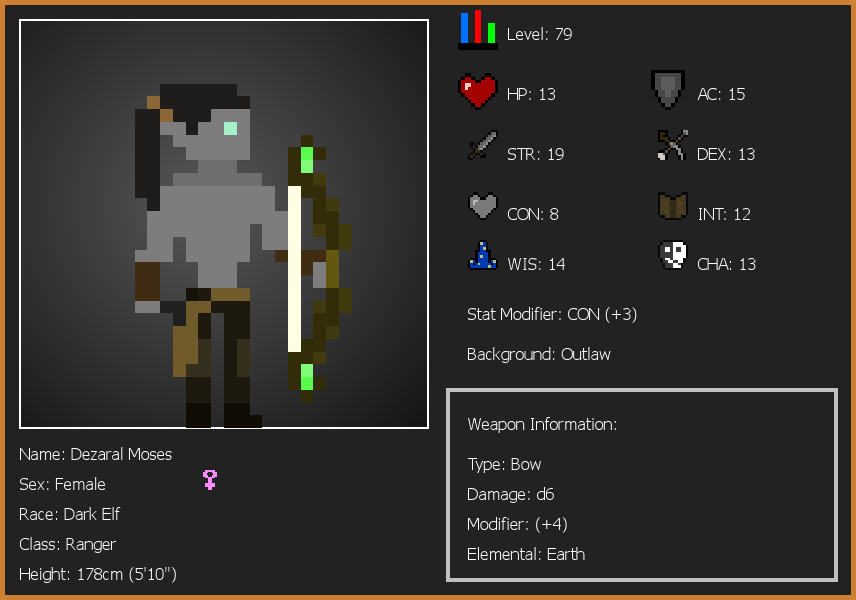 Level: 79
HP: 13
AC: 15
STR: 19
DEX: 13
CON: 8
INT: 12
WIS: 14
CHA: 13
Stat Modifier: CON (+3)
Background: Outlaw
Weapon Information:
Type: Bow
Damage: d6
Modifier: (+4)
Elemental: Earth
Name: Dezaral Moses
Sex: Female
Race: Dark Elf
Class: Ranger
Height: 178cm (5'10")